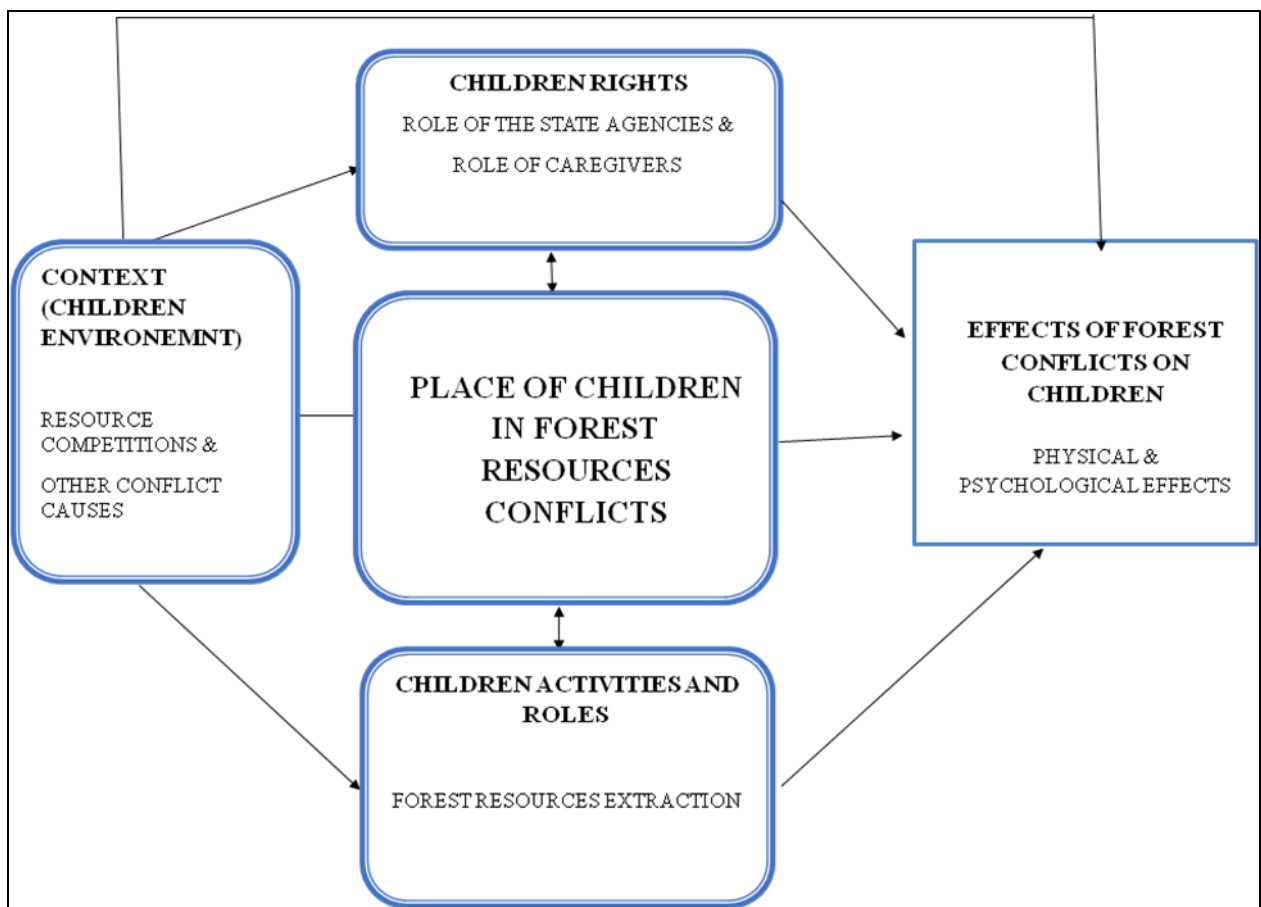 CHILDREN RIGHTS
ROLE OF THE STATE AGENCIES &
ROLE OF CAREGIVERS
CONTEXT
(CHILDREN
ENVIRONEMNT)
RESOURCE
COMPETITIONS &
OTHER CONFLICT
CAUSES
PLACE OF CHILDREN
IN FOREST
RESOURCES
CONFLICTS
EFFECTS OF FOREST
CONFLICTS ON
CHILDREN
PHYSICAL &
PSYCHOLOGICAL EFFECTS
CHILDREN ACTIVITIES AND
ROLES
FOREST RESOURCES EXTRACTION